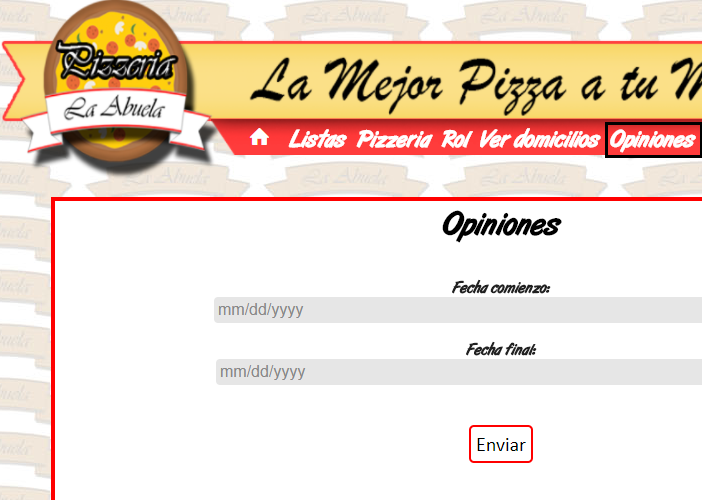 Pizzeria
La Abuela
La Mejor Pizza a tu M
Listas Pizzeria Rol Ver domicilios Opiniones
Opiniones
Fecha comienzo:
mm/dd/yyyy
Fecha final:
mm/dd/yyyy
Enviar